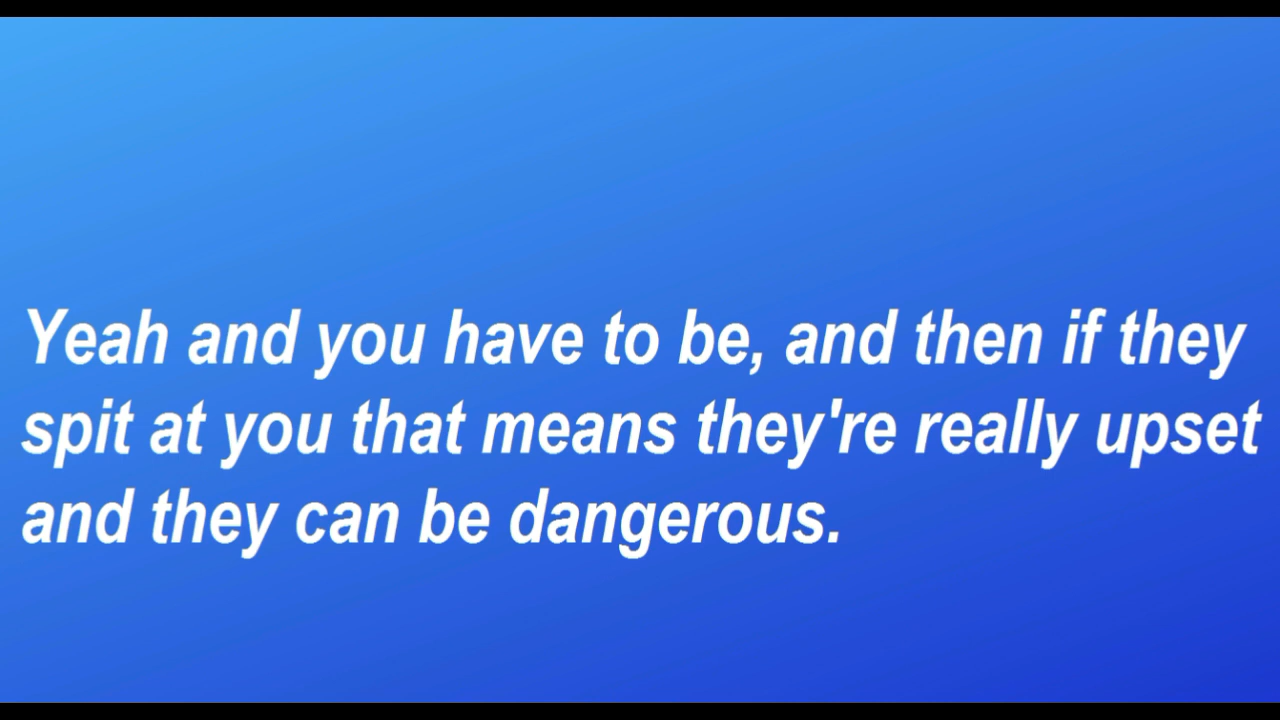 Yeah and you have to be, and then if they
spit at you that means they're really upset
and they can be dangerous.